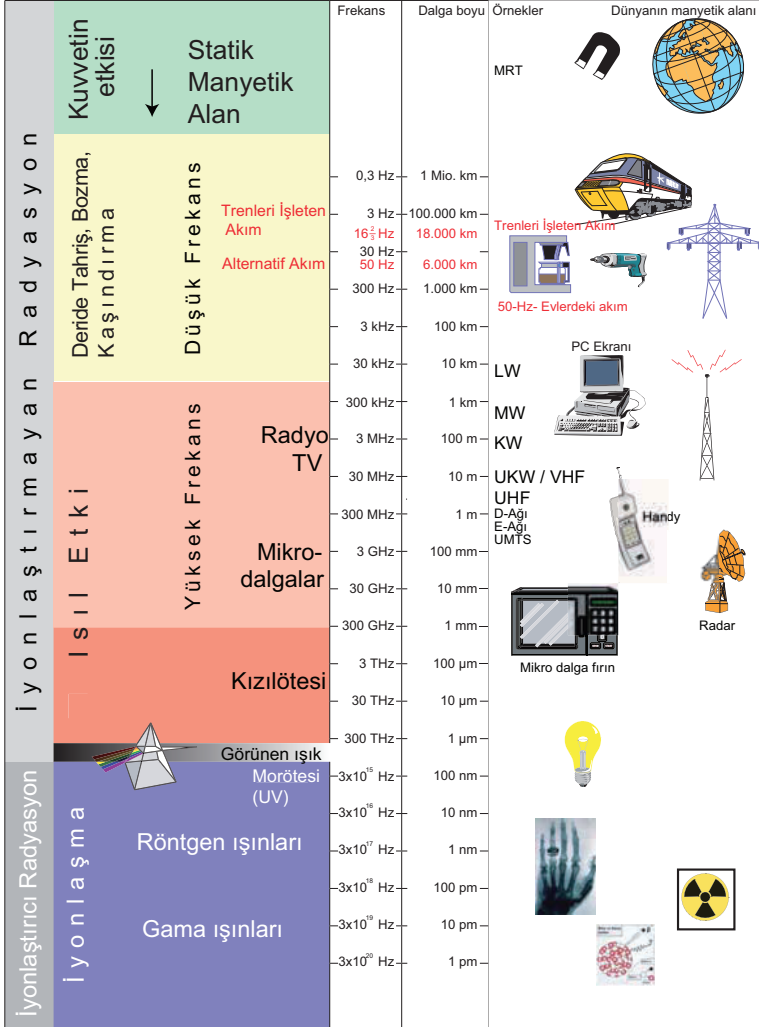 Frekans
Dalga boyu
Örnekler
Dünyanın manyetik alanı
İyonlaştırmayan Radyasyon
Kuvvetin
etkisi
Statik
Manyetik
Alan
MRT
Deride Tahriş, Bozma,
Kaşındırma
Düşük Frekans
0,3 Hz
1 Mio. km
Trenleri İşleten
Akım
3 Hz
100.000 km
16 2/3 Hz
18.000 km
Trenleri İşleten Akım
30 Hz
Alternatif Akım
50 Hz
6.000 km
300 Hz
1.000 km
50-Hz- Evlerdeki akım
3 kHz
100 km
PC Ekranı
30 kHz
10 km
LW
Isıl Etki
Yüksek Frekans
300 kHz
1 km
MW
Radyo
TV
3 MHz
100 m
KW
30 MHz
10 m
UKW / VHF
UHF
D-Ağı
E-Ağı
UMTS
Handy
300 MHz
1 m
Mikro-
dalgalar
3 GHz
100 mm
30 GHz
10 mm
Radar
300 GHz
1 mm
Mikro dalga fırın
Kızılötesi
3 THz
100 µm
30 THz
10 µm
300 THz
1 µm
Görünen ışık
İyonlaştırıcı Radyasyon
İyonlaşma
Morötesi
(UV)
3x10¹⁵ Hz
100 nm
3x10¹⁶ Hz
10 nm
Röntgen ışınları
3x10¹⁷ Hz
1 nm
3x10¹⁸ Hz
100 pm
Gama ışınları
3x10¹⁹ Hz
10 pm
3x10²⁰ Hz
1 pm